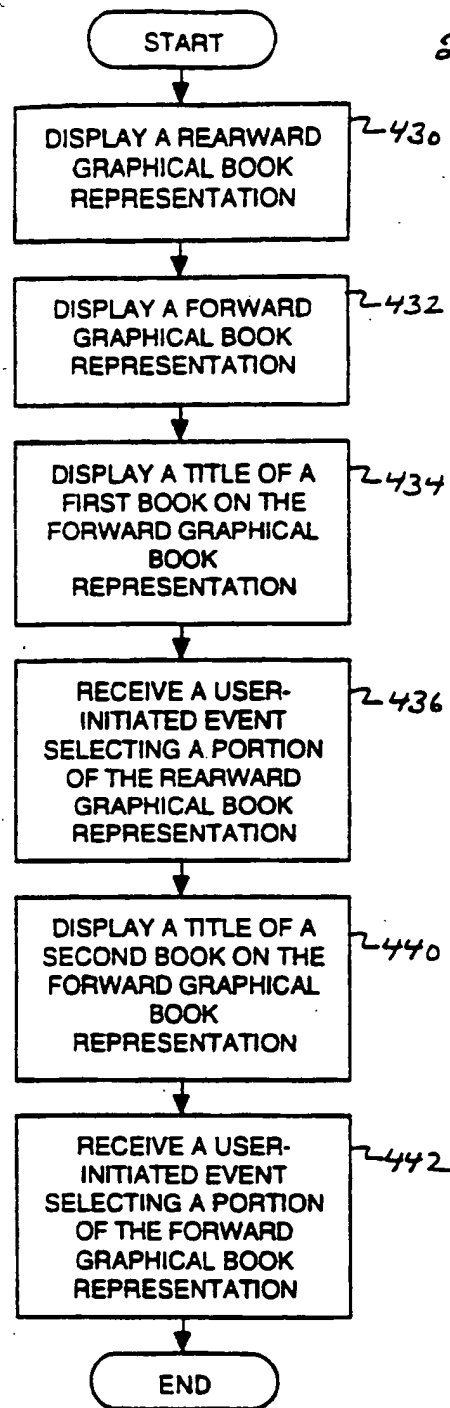 START
DISPLAY A REARWARD
GRAPHICAL BOOK
REPRESENTATION
430
DISPLAY A FORWARD
GRAPHICAL BOOK
REPRESENTATION
432
DISPLAY A TITLE OF A
FIRST BOOK ON THE
FORWARD GRAPHICAL
BOOK
REPRESENTATION
434
RECEIVE A USER-
INITIATED EVENT
SELECTING A PORTION
OF THE REARWARD
GRAPHICAL BOOK
REPRESENTATION
436
DISPLAY A TITLE OF A
SECOND BOOK ON THE
FORWARD GRAPHICAL
BOOK
REPRESENTATION
440
RECEIVE A USER-
INITIATED EVENT
SELECTING A PORTION
OF THE FORWARD
GRAPHICAL BOOK
REPRESENTATION
442
END